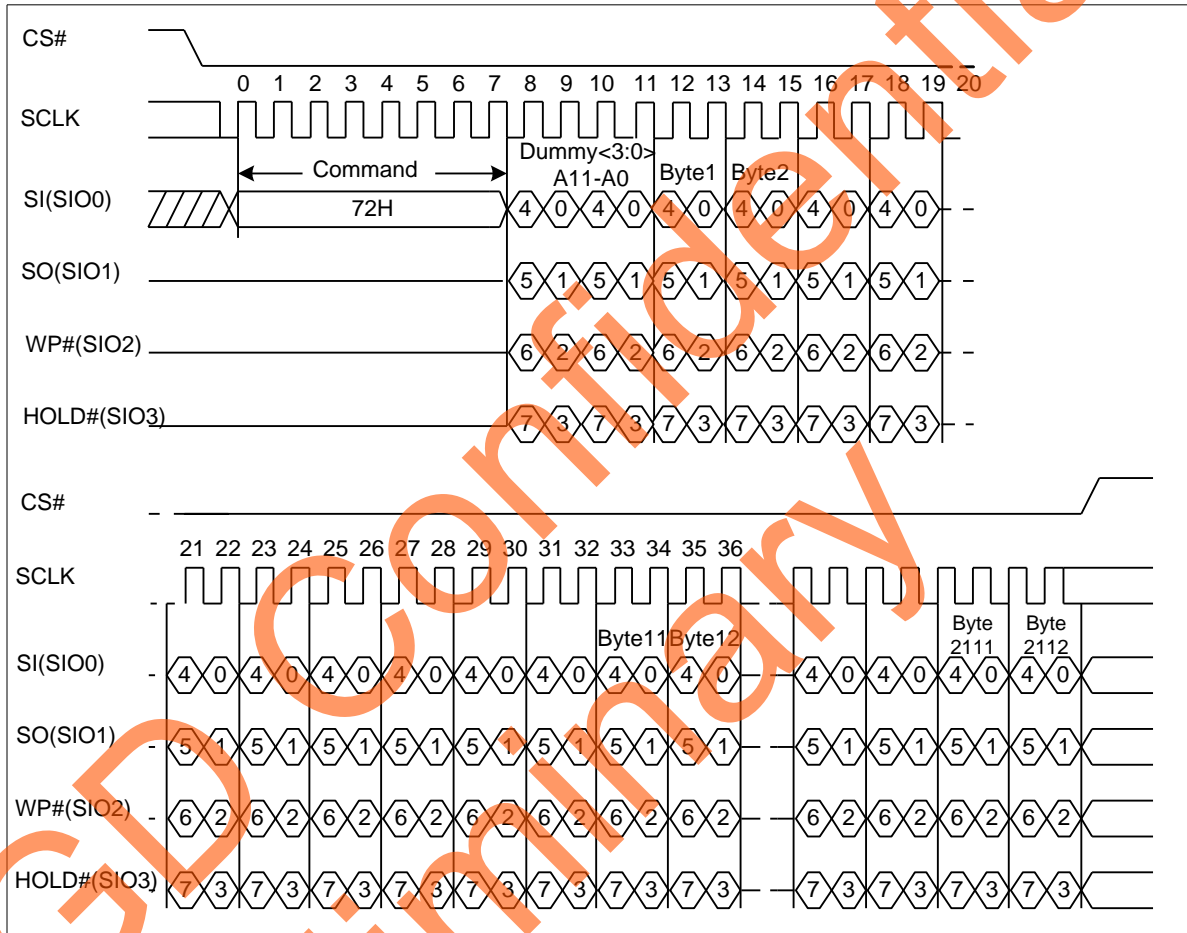 CS#
0 1 2 3 4 5 6 7 8 9 10 11 12 13 14 15 16 17 18 19 20
SCLK
Command
Dummy<3:0>
A11-A0
Byte1 Byte2
SI(SIO0)
72H
4 0 4 0 4 0 4 0 4 0 4 0
SO(SIO1)
5 1 5 1 5 1 5 1 5 1 5 1
WP#(SIO2)
6 2 6 2 6 2 6 2 6 2 6 2
HOLD#(SIO3)
7 3 7 3 7 3 7 3 7 3 7 3
CS#
21 22 23 24 25 26 27 28 29 30 31 32 33 34 35 36
SCLK
Byte11 Byte12
Byte
2111
Byte
2112
SI(SIO0)
4 0 4 0 4 0 4 0 4 0 4 0 4 0 4 0 4 0 4 0 4 0 4 0
SO(SIO1)
5 1 5 1 5 1 5 1 5 1 5 1 5 1 5 1 5 1 5 1 5 1 5 1
WP#(SIO2)
6 2 6 2 6 2 6 2 6 2 6 2 6 2 6 2 6 2 6 2 6 2 6 2
HOLD#(SIO3)
7 3 7 3 7 3 7 3 7 3 7 3 7 3 7 3 7 3 7 3 7 3 7 3
GD Confidential